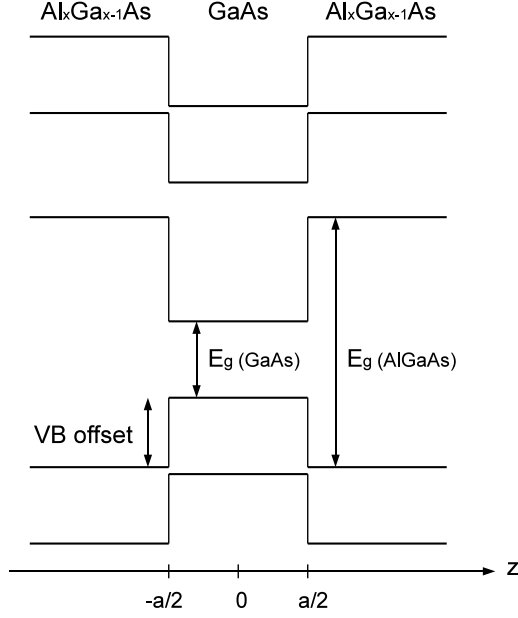 AlxGax-1As GaAs AlxGax-1As
Eg (GaAs) Eg (AlGaAs)
VB offset
z
-a/2 0 a/2